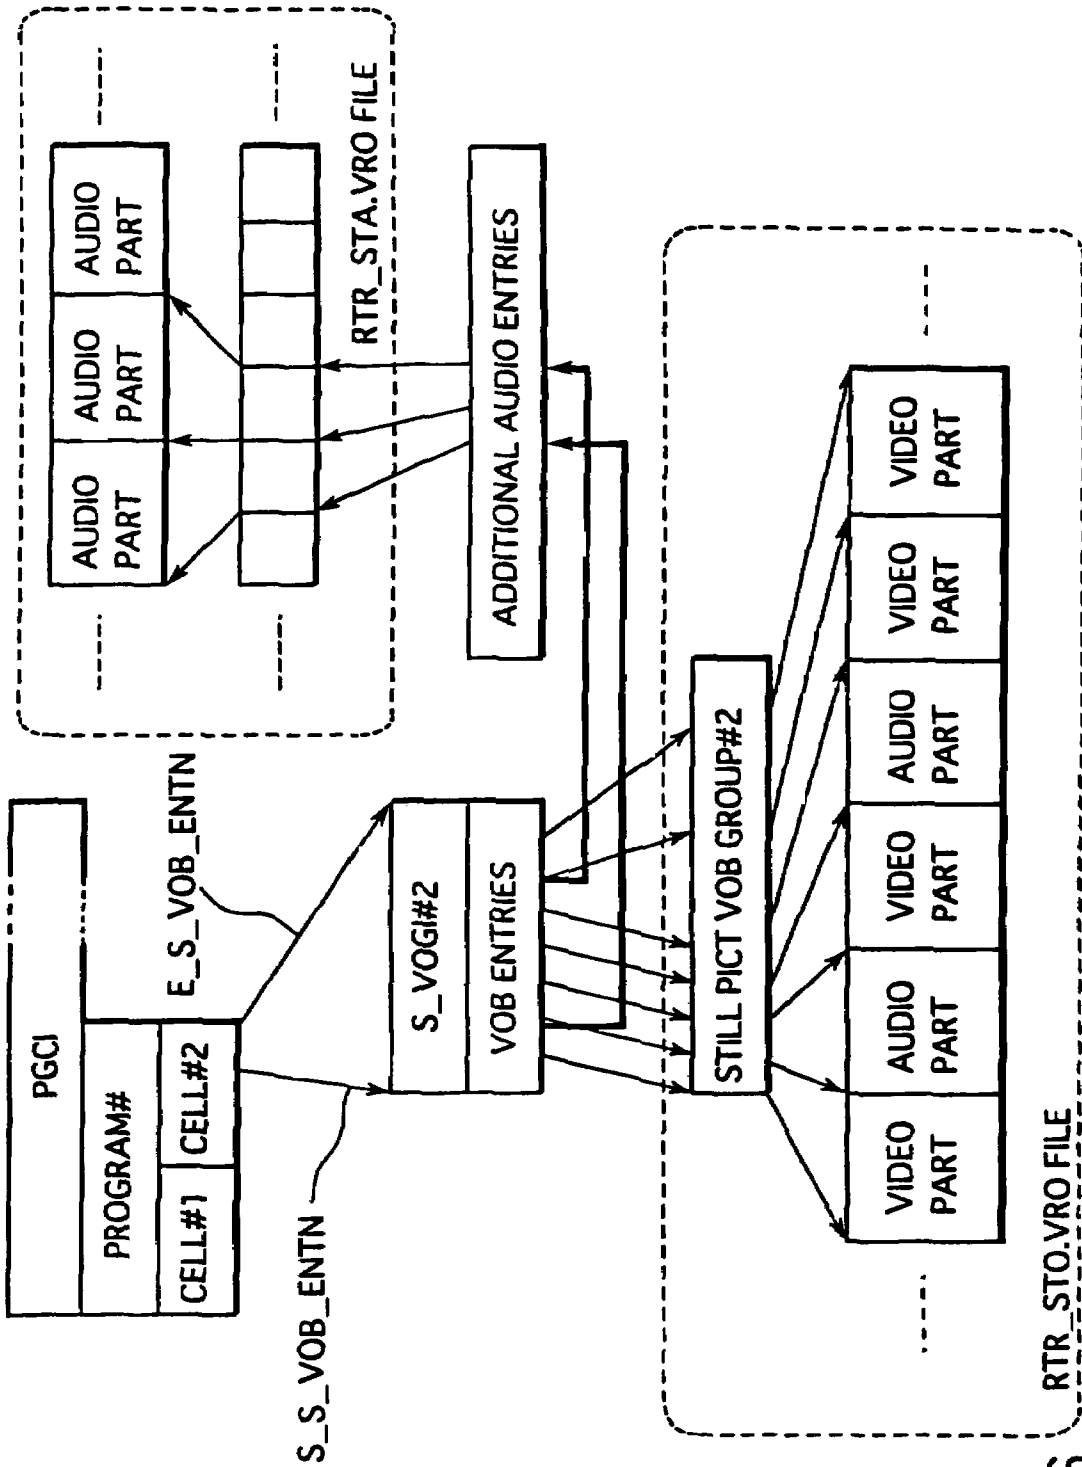 PGCI
PROGRAM#
CELL#1 CELL#2
S_S_VOB_ENTN
E_S_VOB_ENTN
S_VOGI#2
VOB ENTRIES
AUDIO
PART
AUDIO
PART
AUDIO
PART
RTR_STA.VRO FILE
ADDITIONAL AUDIO ENTRIES
STILL PICT VOB GROUP#2
VIDEO
PART
AUDIO
PART
VIDEO
PART
AUDIO
PART
VIDEO
PART
VIDEO
PART
RTR_STO.VRO FILE